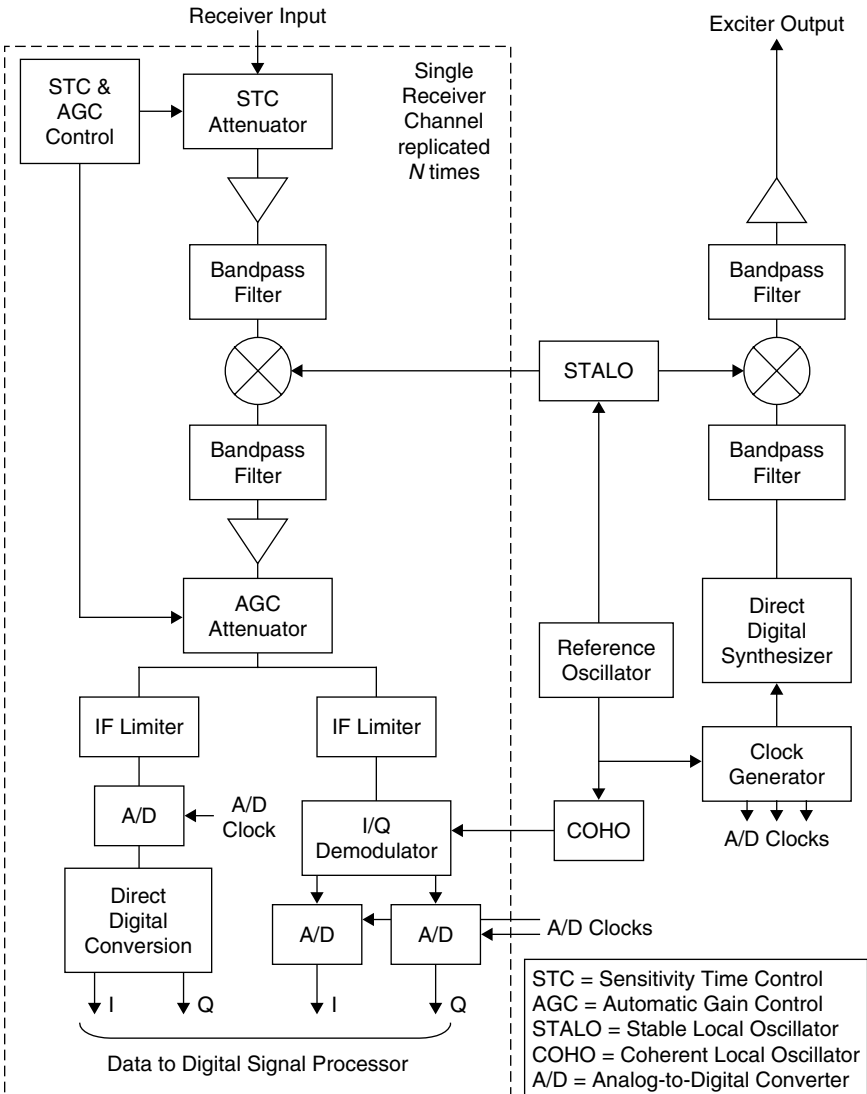 Receiver Input
Exciter Output
STC &
AGC
Control
STC
Attenuator
Single
Receiver
Channel
replicated
N times
Bandpass
Filter
Bandpass
Filter
STALO
Bandpass
Filter
Bandpass
Filter
AGC
Attenuator
Reference
Oscillator
Direct
Digital
Synthesizer
IF Limiter
IF Limiter
Clock
Generator
A/D
A/D
Clock
I/Q
Demodulator
COHO
A/D Clocks
Direct
Digital
Conversion
A/D
A/D
A/D Clocks
I
Q
I
Q
Data to Digital Signal Processor
STC = Sensitivity Time Control
AGC = Automatic Gain Control
STALO = Stable Local Oscillator
COHO = Coherent Local Oscillator
A/D = Analog-to-Digital Converter